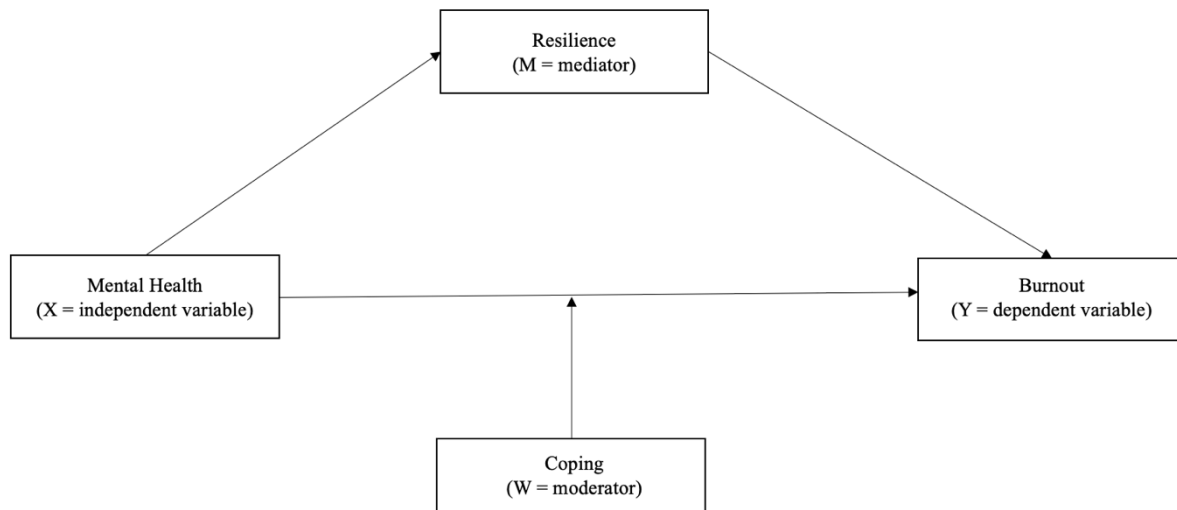 Resilience
(M = mediator)
Mental Health
(X = independent variable)
Burnout
(Y = dependent variable)
Coping
(W = moderator)